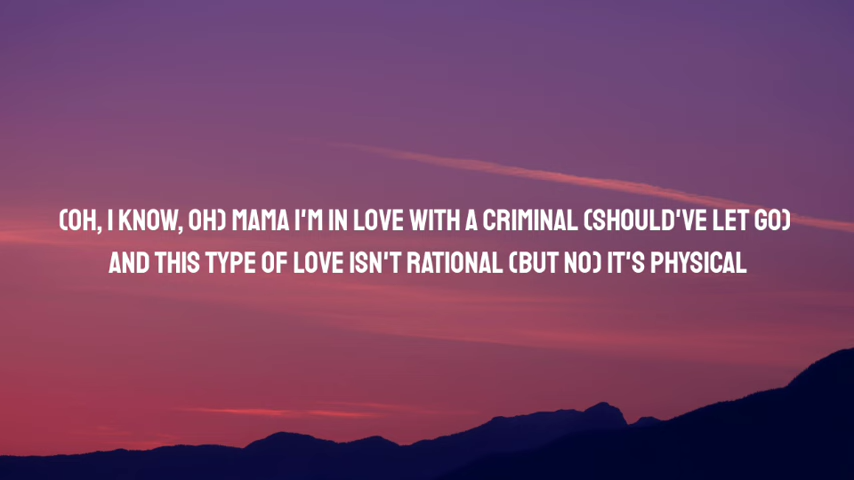 (OH, I KNOW, OH) MAMA I'M IN LOVE WITH A CRIMINAL (SHOULD'VE LET GO)
AND THIS TYPE OF LOVE ISN'T RATIONAL (BUT NO) IT'S PHYSICAL